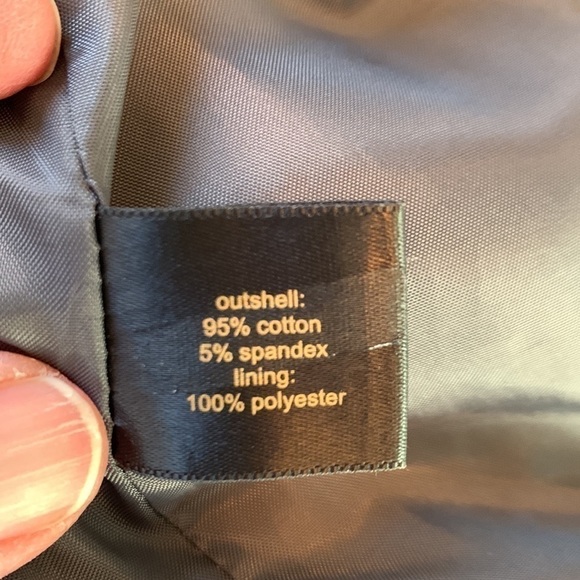 outshell:
95% cotton
5% spandex
lining:
100% polyester